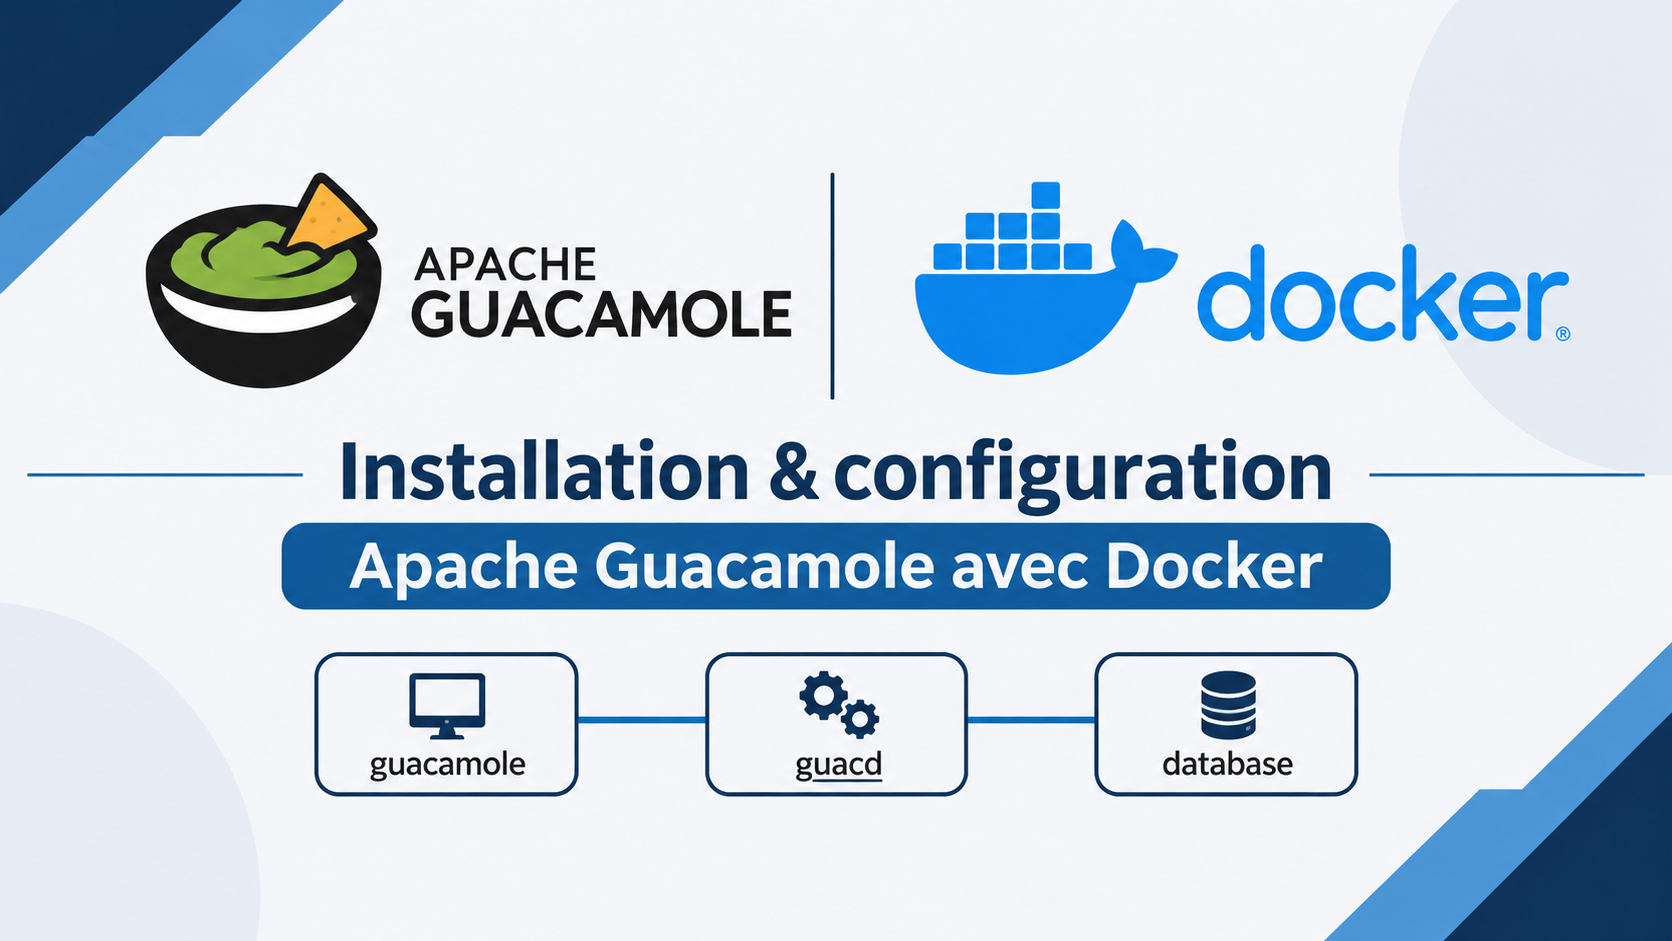 APACHE
GUACAMOLE
docker®
Installation & configuration
Apache Guacamole avec Docker
guacamole
guacd
database